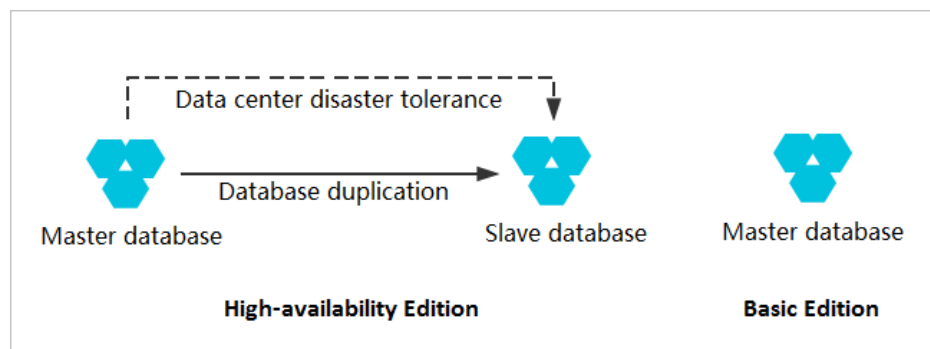 Data center disaster tolerance
Database duplication
Master database
Slave database
Master database
High-availability Edition
Basic Edition